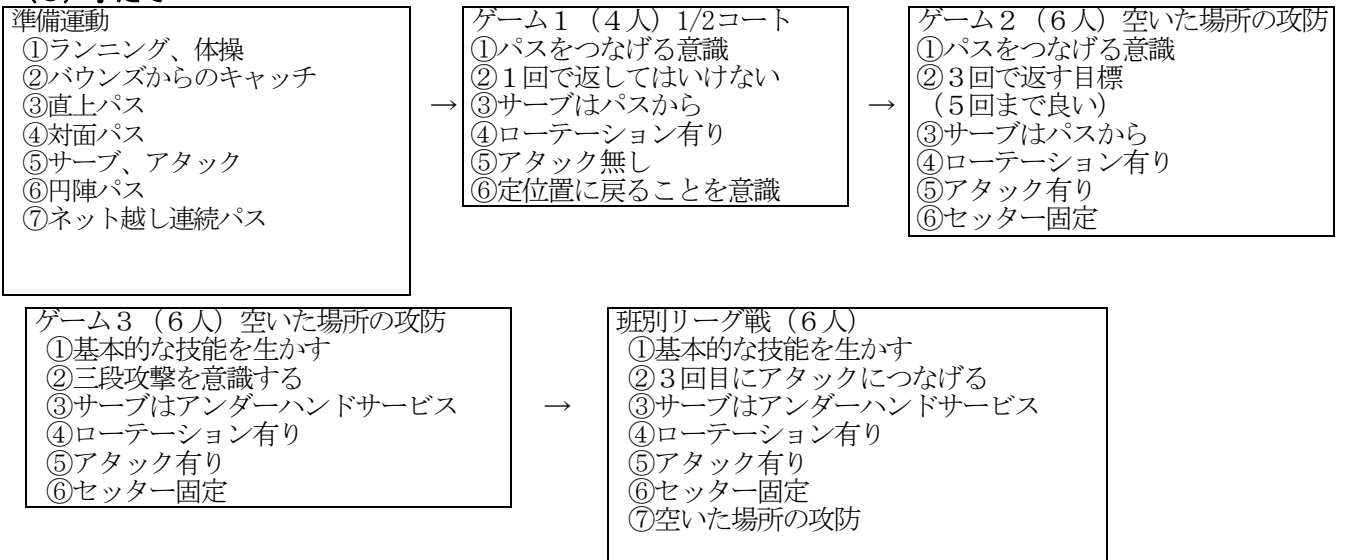 準備運動
①ランニング、体操
②バウンズからのキャッチ
③直上パス
④対面パス
⑤サーブ、アタック
⑥円陣パス
⑦ネット越し連続パス
→
ゲーム１（４人）1/2コート
①パスをつなげる意識
②１回で返してはいけない
③サーブはパスから
④ローテーション有り
⑤アタック無し
⑥定位置に戻ることを意識
→
ゲーム２（６人）空いた場所の攻防
①パスをつなげる意識
②３回で返す目標
（５回まで良い）
③サーブはパスから
④ローテーション有り
⑤アタック有り
⑥セッター固定
ゲーム３（６人）空いた場所の攻防
①基本的な技能を生かす
②三段攻撃を意識する
③サーブはアンダーハンドサービス
④ローテーション有り
⑤アタック有り
⑥セッター固定
→
班別リーグ戦（６人）
①基本的な技能を生かす
②３回目にアタックにつなげる
③サーブはアンダーハンドサービス
④ローテーション有り
⑤アタック有り
⑥セッター固定
⑦空いた場所の攻防